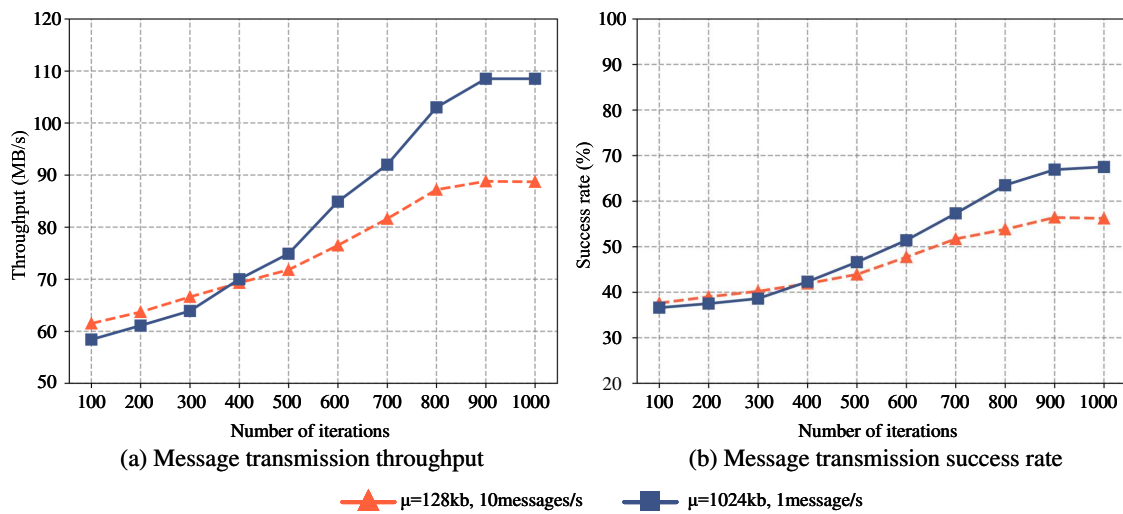 120
110
100
90
80
70
60
50
Throughput (MB/s)
100 200 300 400 500 600 700 800 900 1000
Number of iterations
(a) Message transmission throughput
100
90
80
70
60
50
40
30
20
Success rate (%)
100 200 300 400 500 600 700 800 900 1000
Number of iterations
(b) Message transmission success rate
μ=128kb, 10messages/s
μ=1024kb, 1message/s